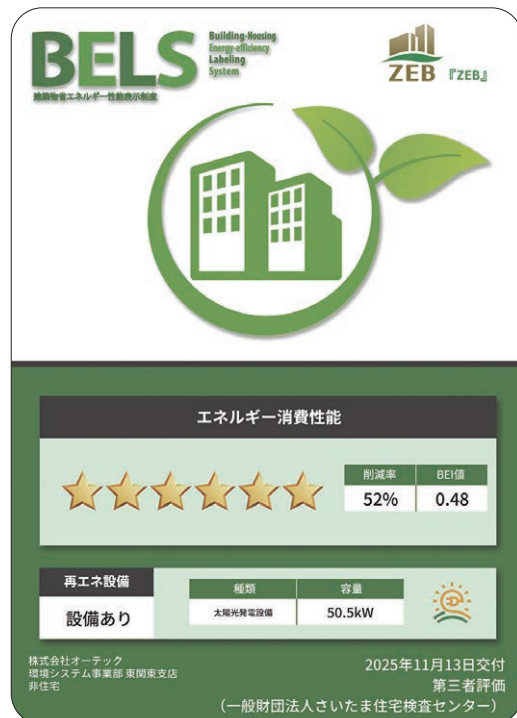 BELS
Building-Housing
Energy-efficiency
Labeling
System
建築物省エネルギー性能表示制度
ZEB 『ZEB』
エネルギー消費性能
削減率 BEI値
52% 0.48
再エネ設備
設備あり
種類 容量
太陽光発電設備 50.5kW
株式会社オーテック
環境システム事業部 東関東支店
非住宅
2025年11月13日交付
第三者評価
（一般財団法人さいたま住宅検査センター）